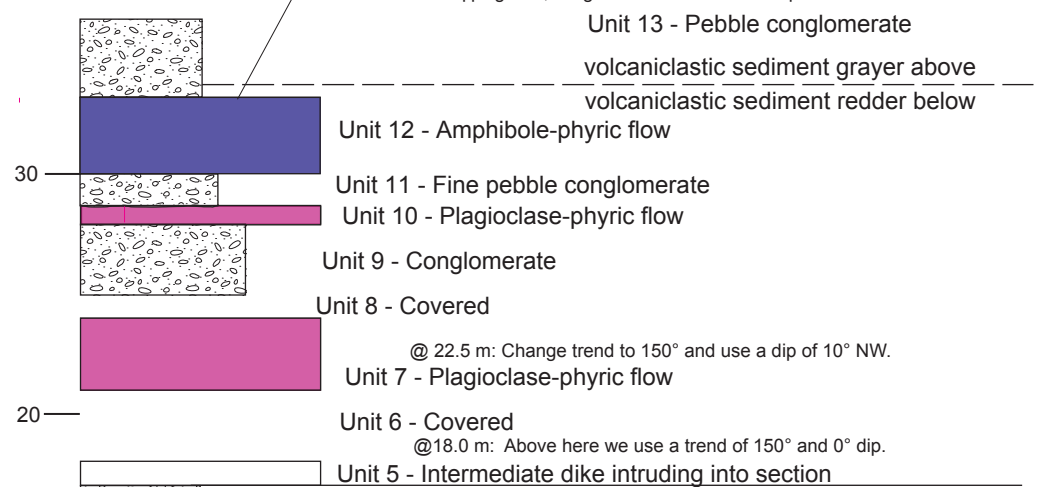 Unit 13 - Pebble conglomerate
volcaniclastic sediment grayer above
volcaniclastic sediment redder below
Unit 12 - Amphibole-phyric flow
30
Unit 11 - Fine pebble conglomerate
Unit 10 - Plagioclase-phyric flow
Unit 9 - Conglomerate
Unit 8 - Covered
@ 22.5 m: Change trend to 150° and use a dip of 10° NW.
Unit 7 - Plagioclase-phyric flow
20
Unit 6 - Covered
@18.0 m: Above here we use a trend of 150° and 0° dip.
Unit 5 - Intermediate dike intruding into section